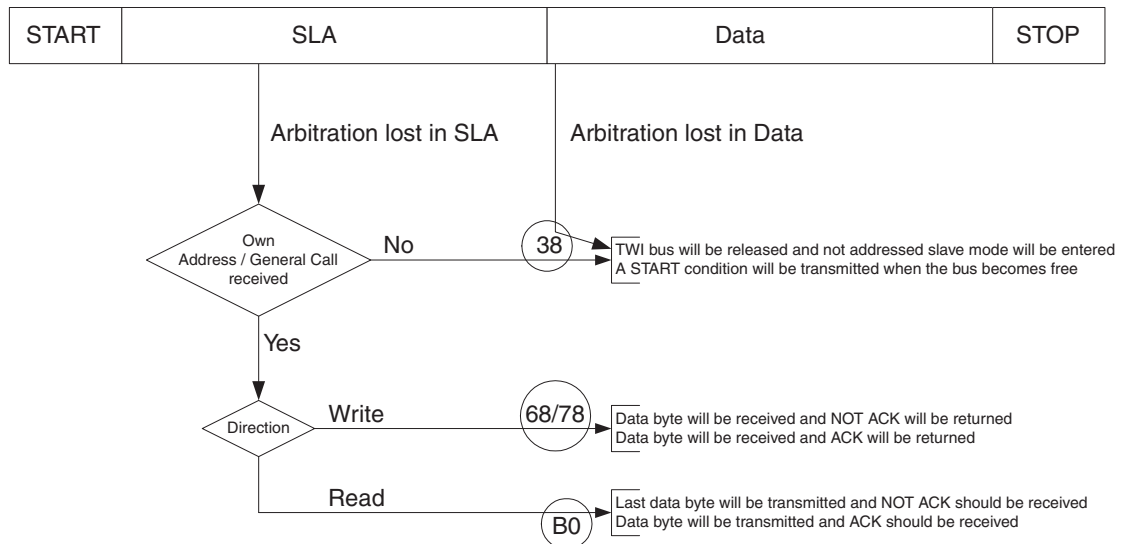 START SLA Data STOP
Arbitration lost in SLA Arbitration lost in Data
Own
Address / General Call
received
No
38
TWI bus will be released and not addressed slave mode will be entered
A START condition will be transmitted when the bus becomes free
Yes
Direction
Write
68/78
Data byte will be received and NOT ACK will be returned
Data byte will be received and ACK will be returned
Read
B0
Last data byte will be transmitted and NOT ACK should be received
Data byte will be transmitted and ACK should be received